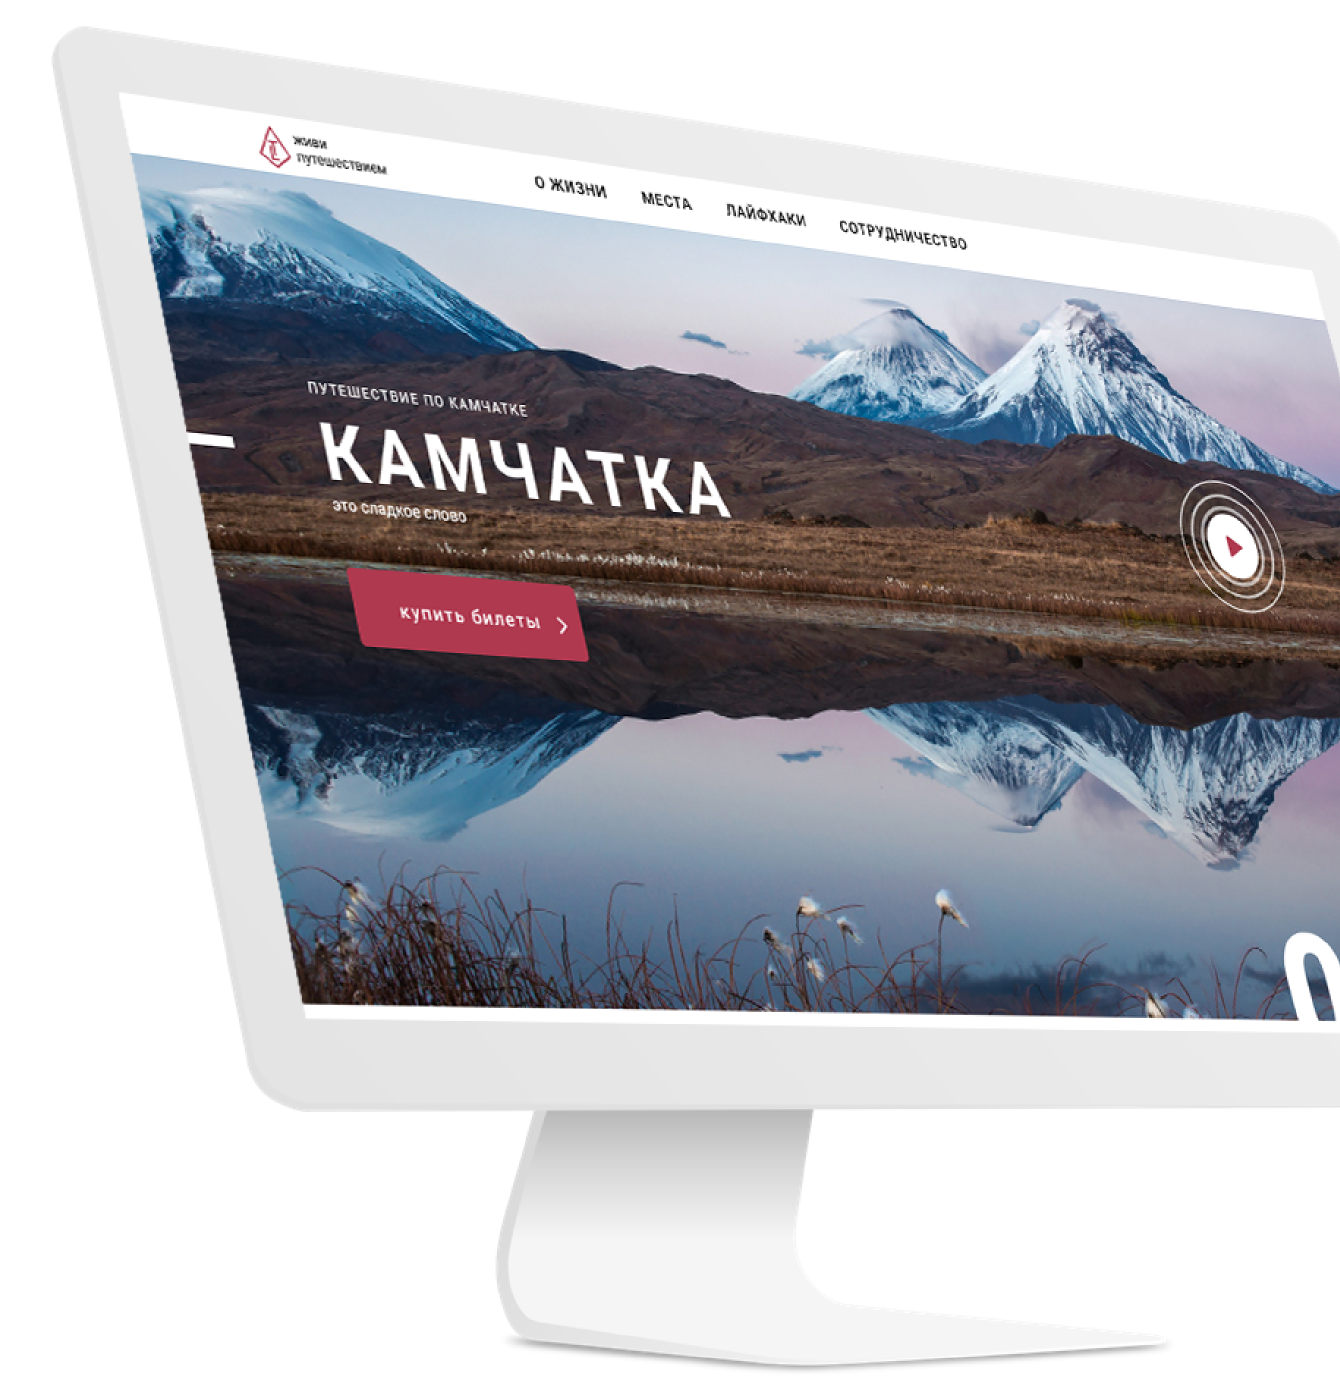 живи
путешествием
О ЖИЗНИ
МЕСТА
ЛАЙФХАКИ
СОТРУДНИЧЕСТВО
ПУТЕШЕСТВИЕ ПО КАМЧАТКЕ
КАМЧАТКА
это сладкое слово
купить билеты